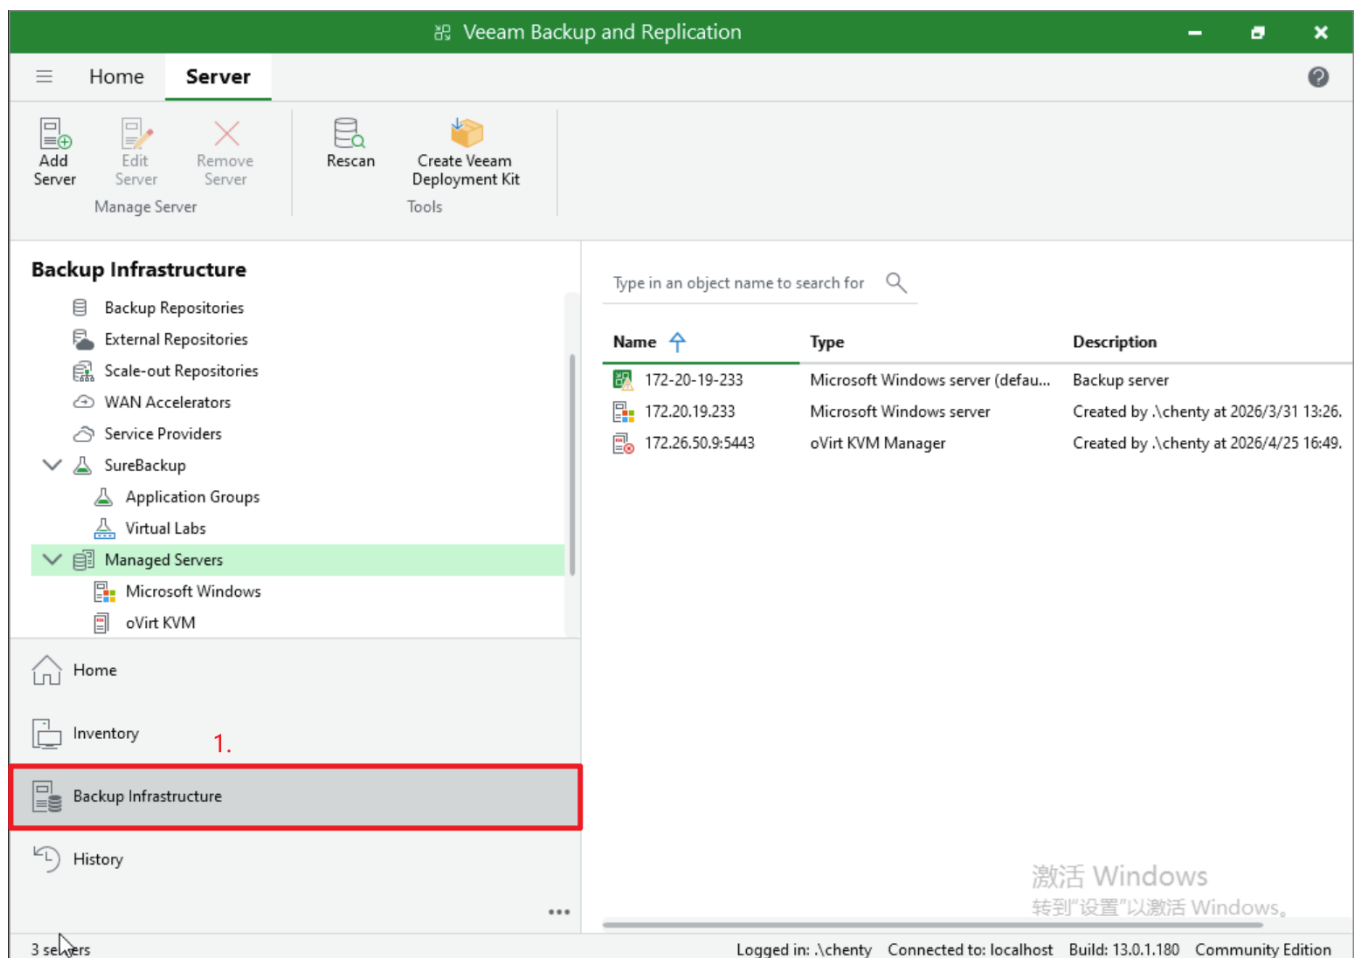 Veeam Backup and Replication
Home Server
Add Server
Edit Server
Remove Server
Manage Server
Rescan
Create Veeam Deployment Kit
Tools
Backup Infrastructure
Backup Repositories
External Repositories
Scale-out Repositories
WAN Accelerators
Service Providers
SureBackup
Application Groups
Virtual Labs
Managed Servers
Microsoft Windows
oVirt KVM
Home
Inventory
1.
Backup Infrastructure
History
Type in an object name to search for
Name Type Description
172-20-19-233 Microsoft Windows server (defau... Backup server
172.20.19.233 Microsoft Windows server Created by .\chenty at 2026/3/31 13:26.
172.26.50.9:5443 oVirt KVM Manager Created by .\chenty at 2026/4/25 16:49.
激活 Windows
转到"设置"以激活 Windows。
3 servers
Logged in: .\chenty Connected to: localhost Build: 13.0.1.180 Community Edition